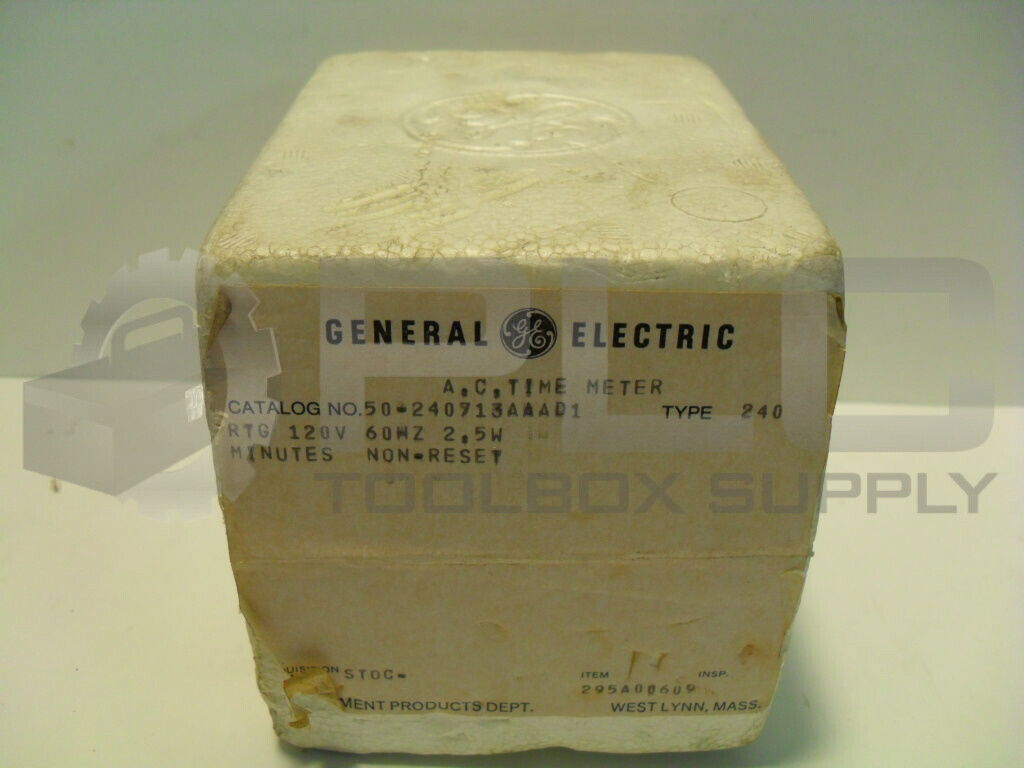 GENERAL GE ELECTRIC
A.C.TIME METER
CATALOG NO. 50-240713AAAD1 TYPE 240
RTG 120V 60HZ 2.5W
MINUTES NON-RESET
PLC
TOOLBOX SUPPLY
STOC-
ITEM INSP.
295A00609
MENT PRODUCTS DEPT. WEST LYNN, MASS.